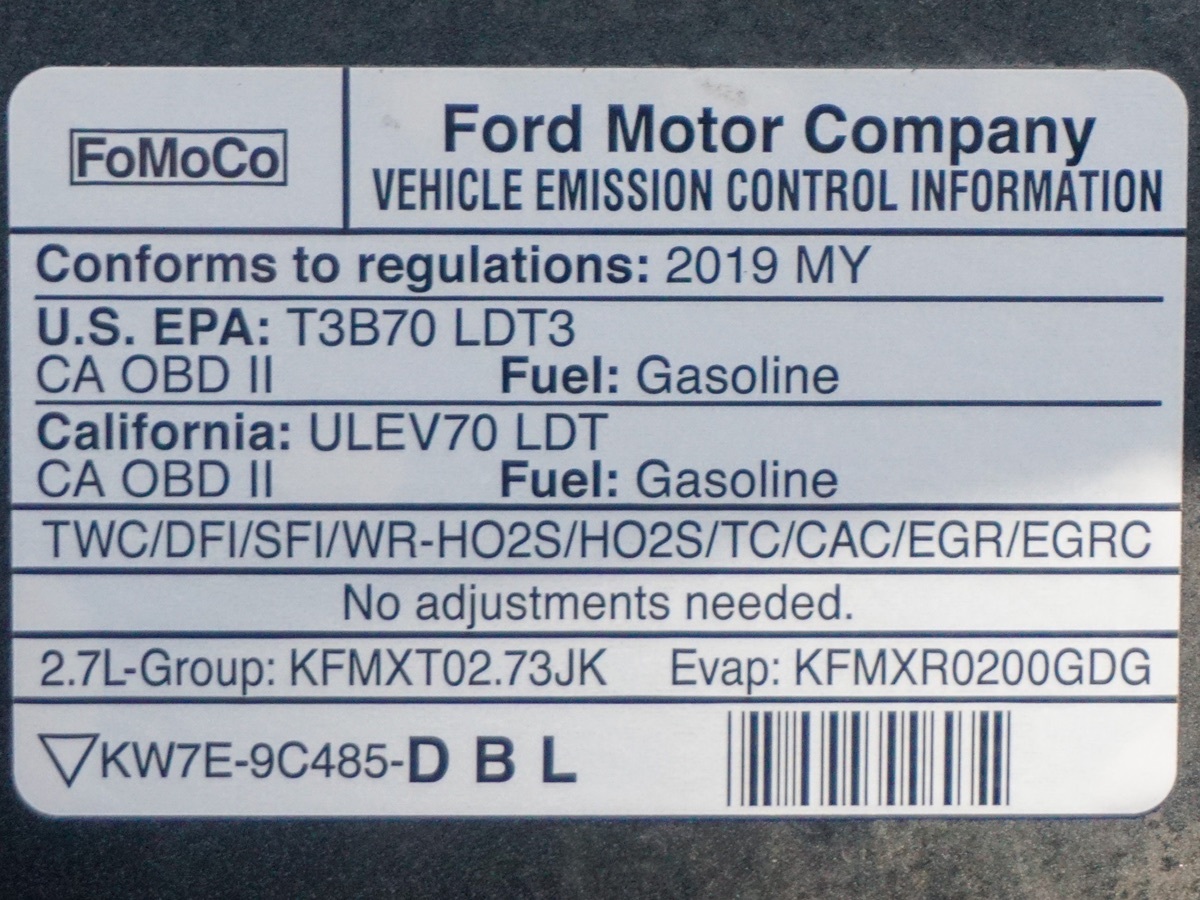 FoMoCo
Ford Motor Company
VEHICLE EMISSION CONTROL INFORMATION
Conforms to regulations: 2019 MY
U.S. EPA: T3B70 LDT3
CA OBD II Fuel: Gasoline
California: ULEV70 LDT
CA OBD II Fuel: Gasoline
TWC/DFI/SFI/WR-HO2S/HO2S/TC/CAC/EGR/EGRC
No adjustments needed.
2.7L-Group: KFMXT02.73JK Evap: KFMXR0200GDG
KW7E-9C485-D B L